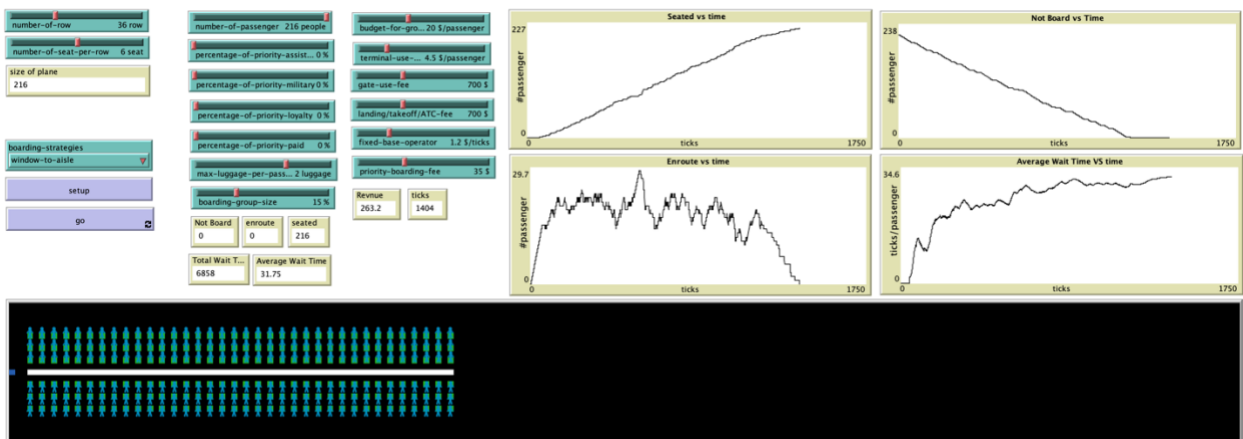 number-of-row 36 row
number-of-seat-per-row 6 seat
size of plane
216
boarding-strategies
window-to-aisle
setup
go
number-of-passenger 216 people
percentage-of-priority-assist... 0 %
percentage-of-priority-military 0 %
percentage-of-priority-loyalty 0 %
percentage-of-priority-paid 0 %
max-luggage-per-pass... 2 luggage
boarding-group-size 15 %
Not Board
0
enroute
0
seated
216
Total Wait T...
6858
Average Wait Time
31.75
budget-for-gro... 20 $/passenger
terminal-use-... 4.5 $/passenger
gate-use-fee 700 $
landing/takeoff/ATC-fee 700 $
fixed-base-operator 1.2 $/ticks
priority-boarding-fee 35 $
Revnue
263.2
ticks
1404
Seated vs time
227
#passenger
0
0
ticks
1750
Not Board vs Time
238
#passenger
0
0
ticks
1750
Enroute vs time
29.7
#passenger
0
0
ticks
1750
Average Wait Time VS time
34.6
ticks/passenger
0
0
ticks
1750